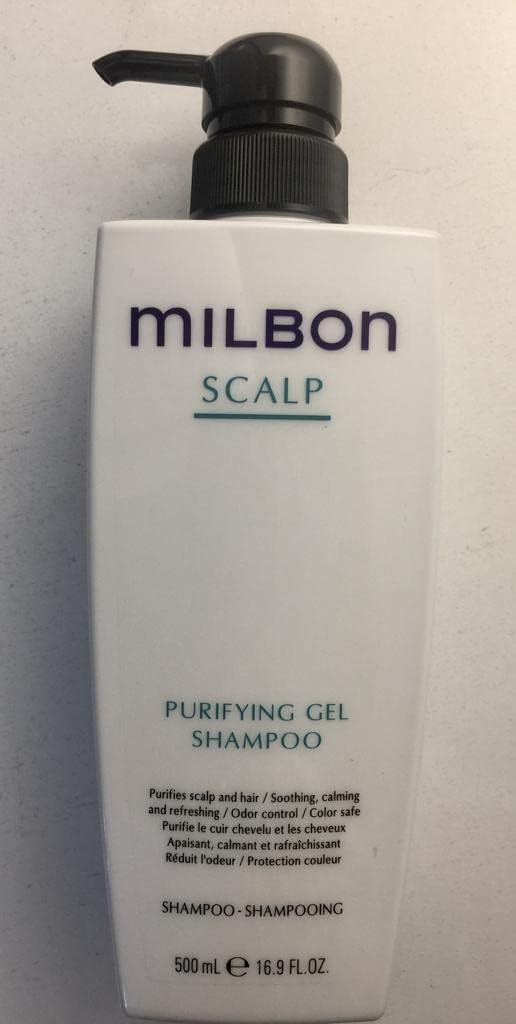 mILBON
SCALP
PURIFYING GEL
SHAMPOO
Purifies scalp and hair / Soothing, calming
and refreshing / Odor control / Color safe
Purifie le cuir chevelu et les cheveux
Apaisant, calmant et rafraîchissant
Réduit l'odeur / Protection couleur
SHAMPOO - SHAMPOOING
500 mL ℮ 16.9 FL.OZ.